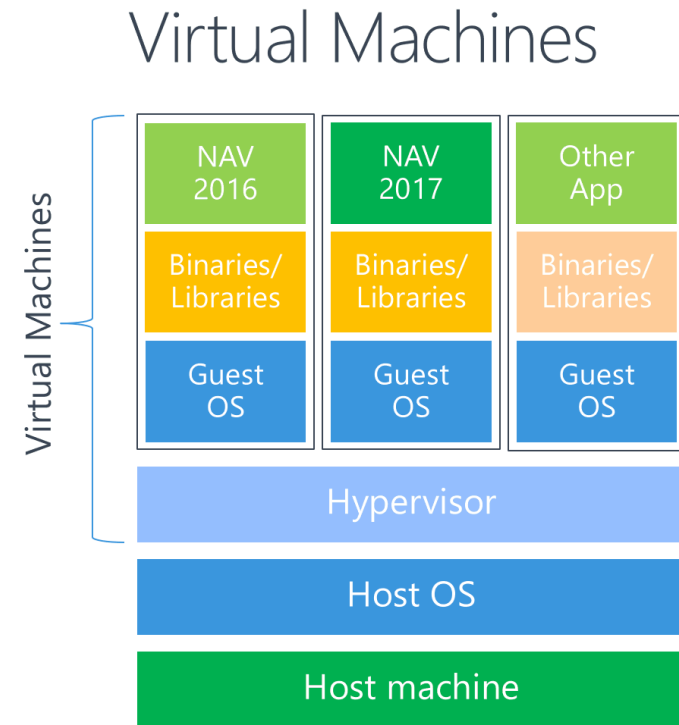 Virtual Machines
Virtual Machines
NAV
2016
NAV
2017
Other
App
Binaries/
Libraries
Binaries/
Libraries
Binaries/
Libraries
Guest
OS
Guest
OS
Guest
OS
Hypervisor
Host OS
Host machine